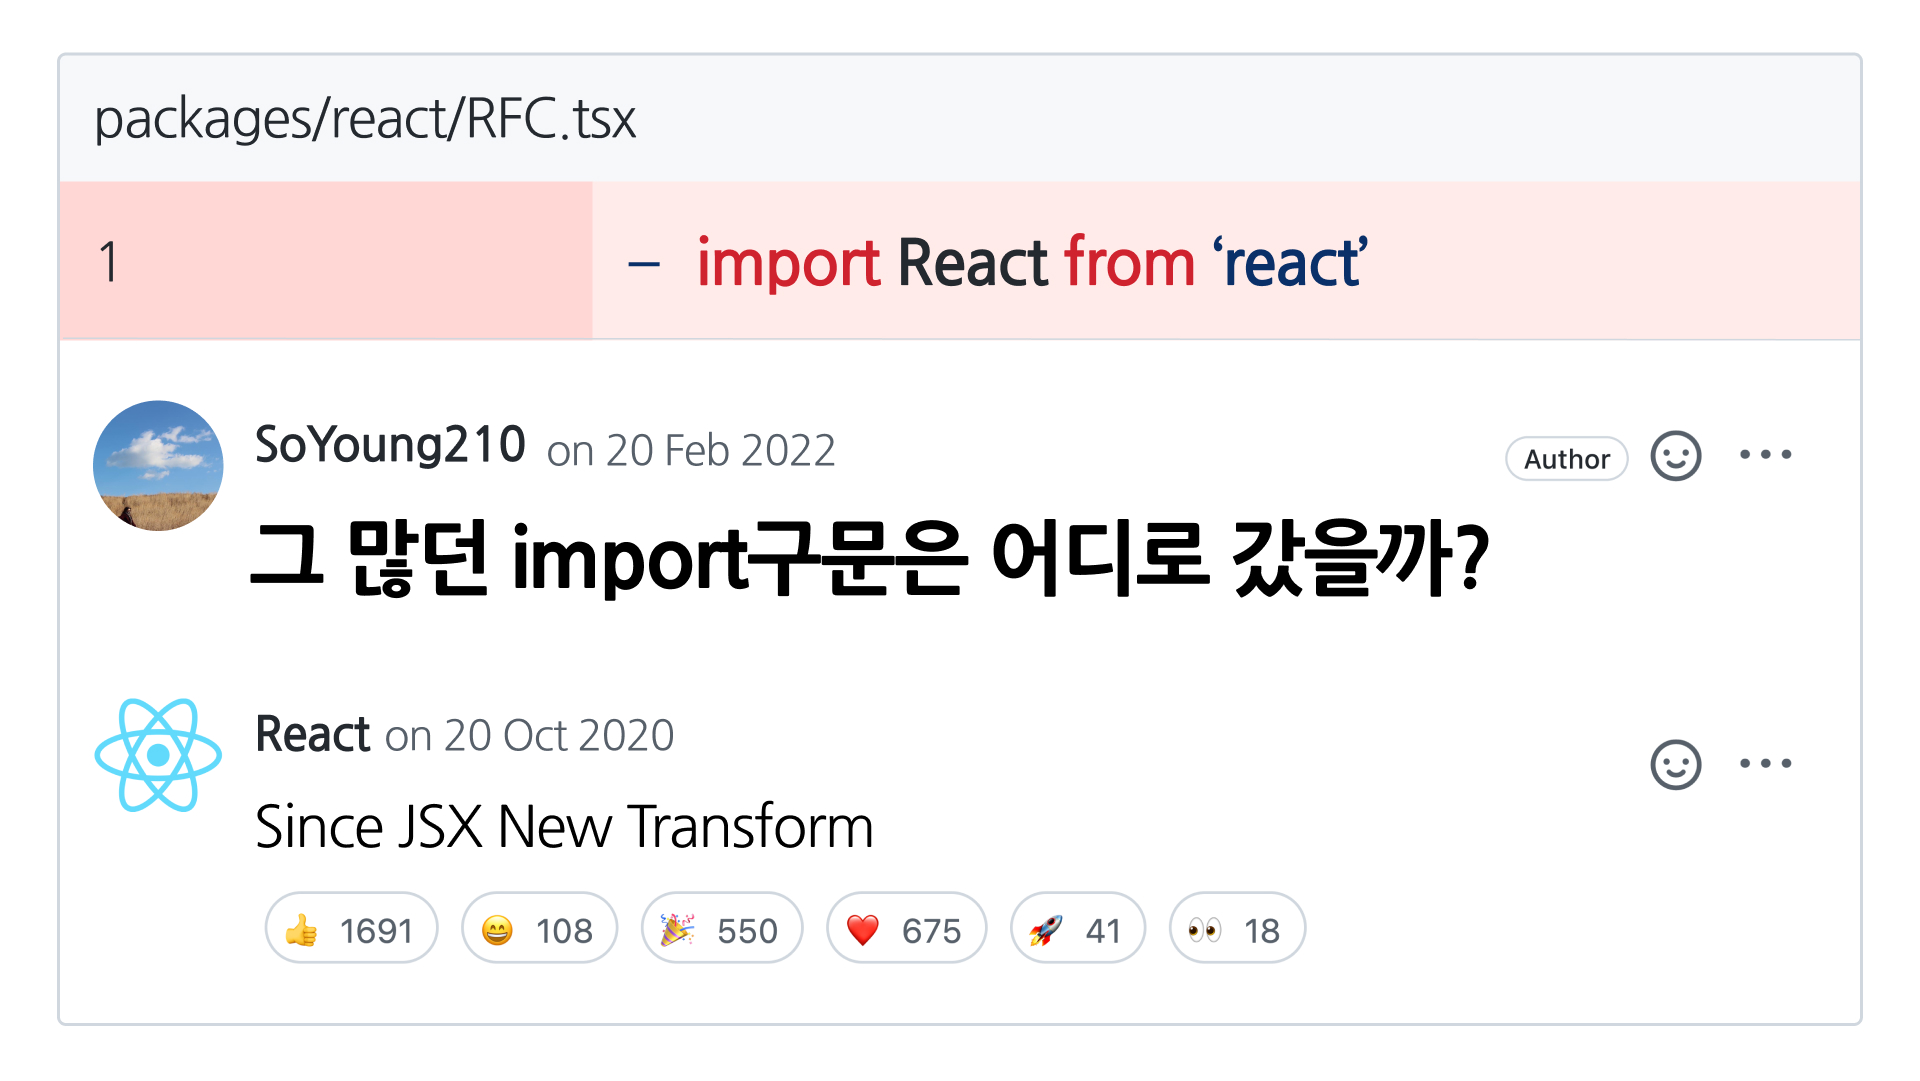 packages/react/RFC.tsx
1 – import React from ‘react’
SoYoung210 on 20 Feb 2022 Author
그 많던 import구문은 어디로 갔을까?
React on 20 Oct 2020
Since JSX New Transform
👍 1691 😄 108 🎉 550 ❤️ 675 🚀 41 👀 18